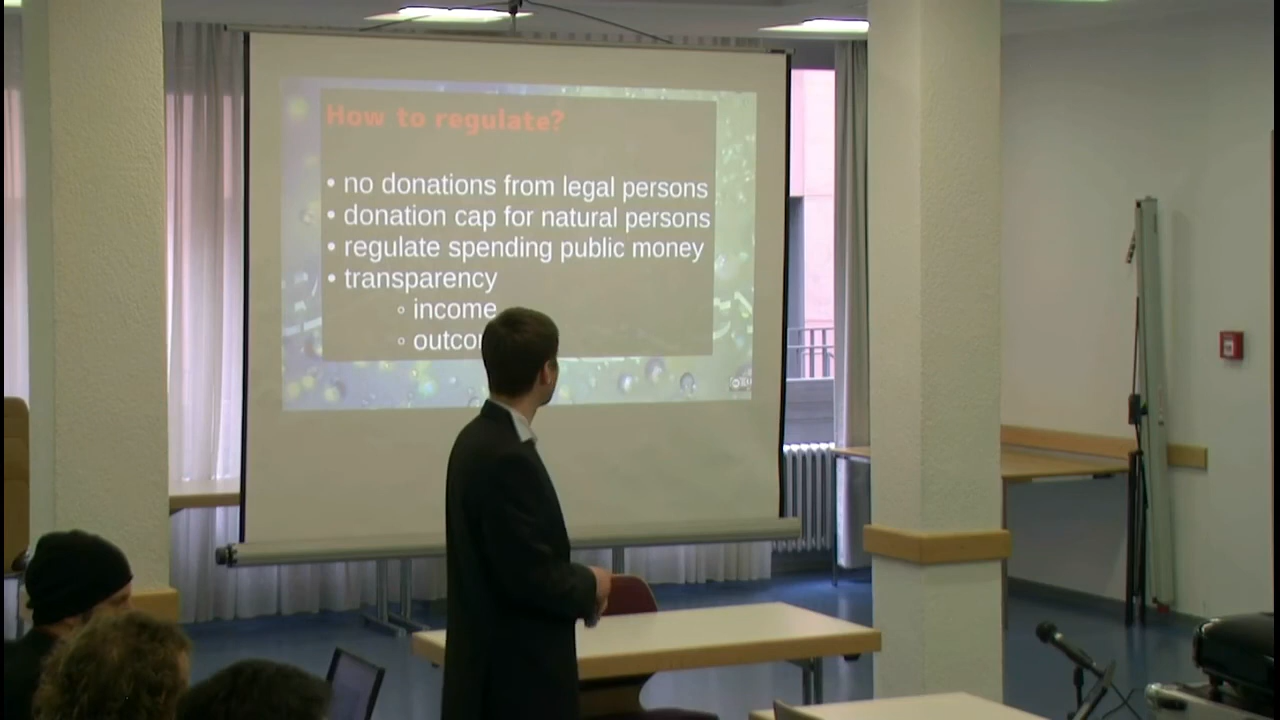 How to regulate?
• no donations from legal persons
• donation cap for natural persons
• regulate spending public money
• transparency
◦ income
◦ outco